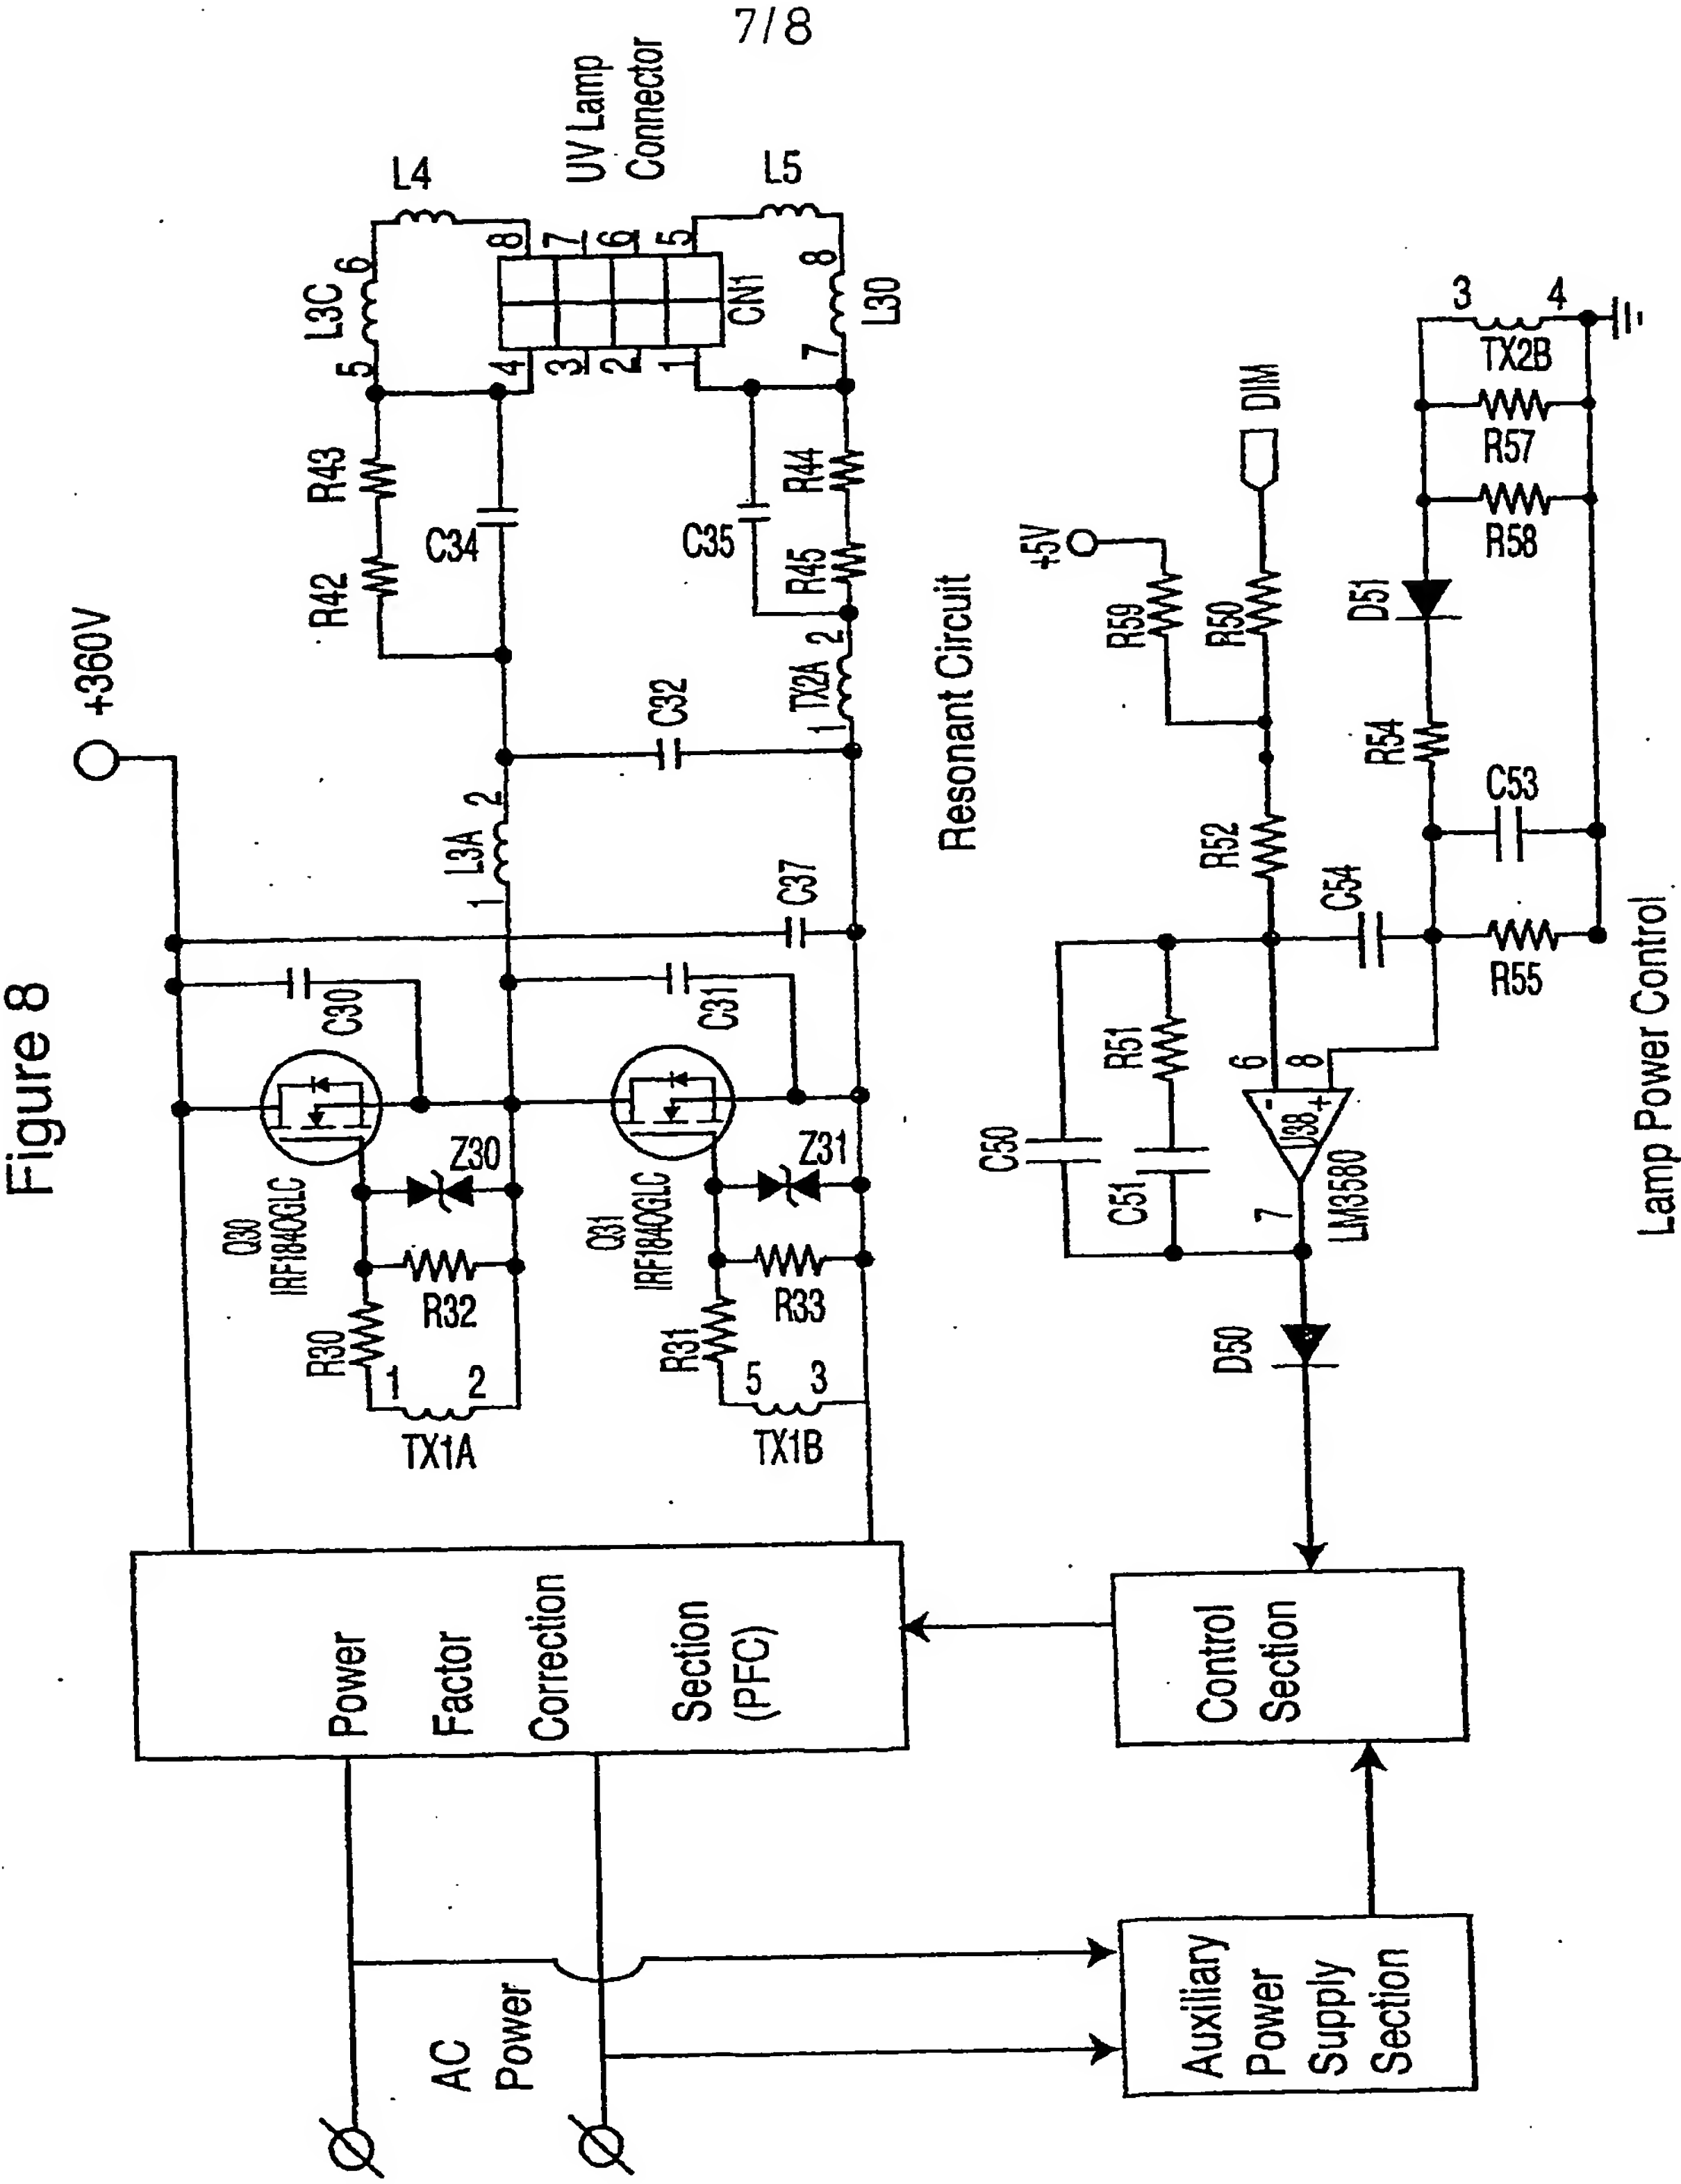 7/8
Figure 8
+360V
Q30
IRF1840GLC
C30
Z30
R30
R32
1
2
TX1A
Q31
IRF1840GLC
C31
Z31
R31
R33
5
3
TX1B
C37
1
L3A
2
C32
R42
R43
C34
5
L3C
6
L4
UV Lamp
Connector
8
7
6
5
4
3
2
1
CN1
L5
C35
1
TX2A
2
R45
R44
7
8
L30
Resonant Circuit
Power
Factor
Correction
Section
(PFC)
AC
Power
Auxiliary
Power
Supply
Section
Control
Section
D50
C50
C51
R51
7
6
8
-
+
U38
LM3580
R52
R59
+5V
R50
DIM
C54
R55
C53
R54
D51
R58
R57
TX2B
3
4
Lamp Power Control